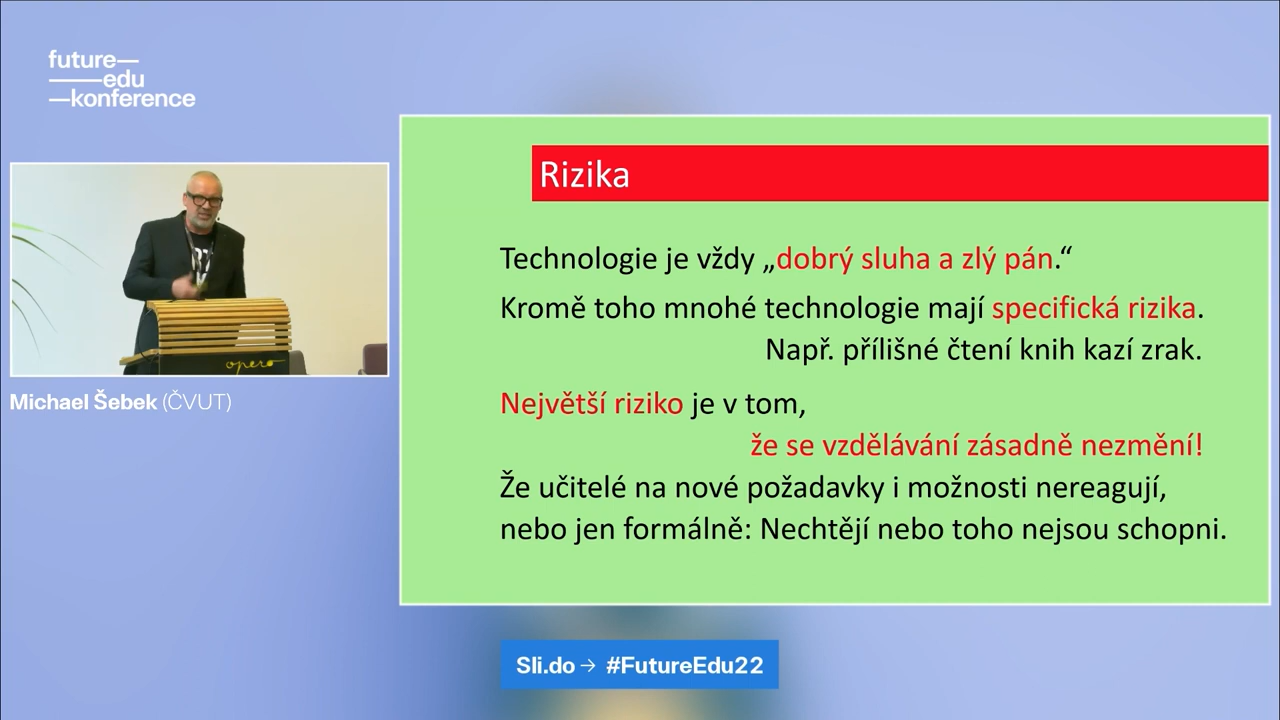 future—
——edu
—konference
Rizika
Technologie je vždy „dobrý sluha a zlý pán.“
Kromě toho mnohé technologie mají specifická rizika.
Např. přílišné čtení knih kazí zrak.
Největší riziko je v tom,
že se vzdělávání zásadně nezmění!
Že učitelé na nové požadavky i možnosti nereagují,
nebo jen formálně: Nechtějí nebo toho nejsou schopni.
opero
Michael Šebek (ČVUT)
Sli.do → #FutureEdu22